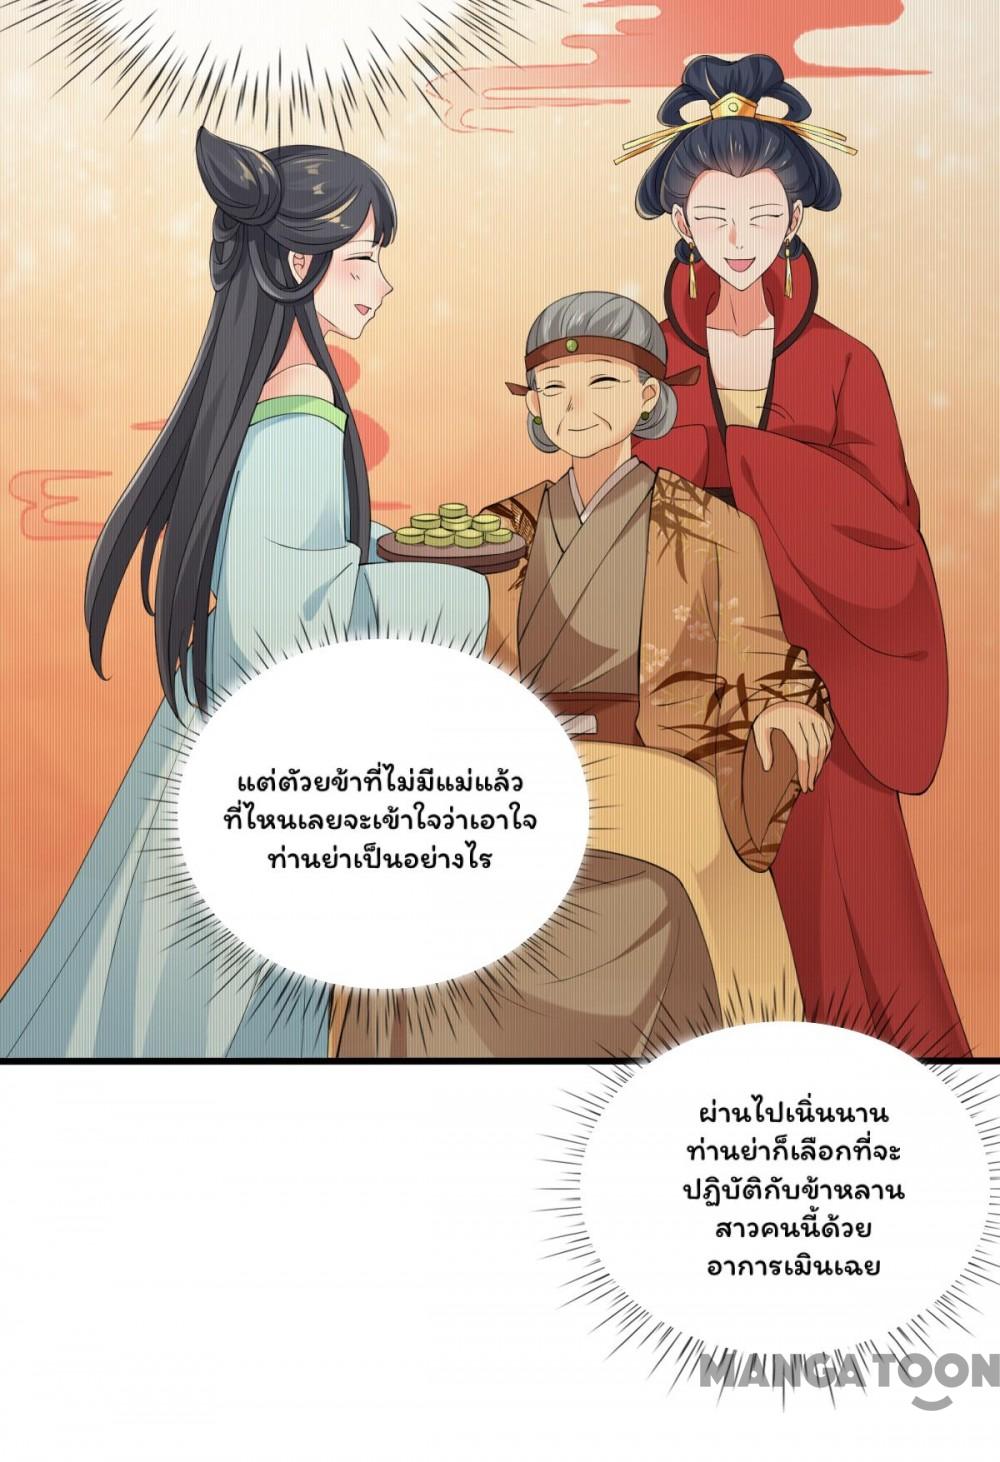 แต่ตัวยข้าที่ไม่มีแม่แล้ว
ที่ไหนเลยจะเข้าใจว่าเอาใจ
ท่านย่าเป็นอย่างไร
ผ่านไปเนิ่นนาน
ท่านย่าก็เลือกที่จะ
ปฏิบัติกับข้าหลาน
สาวคนนี้ด้วย
อาการเมินเฉย
MANGATOON